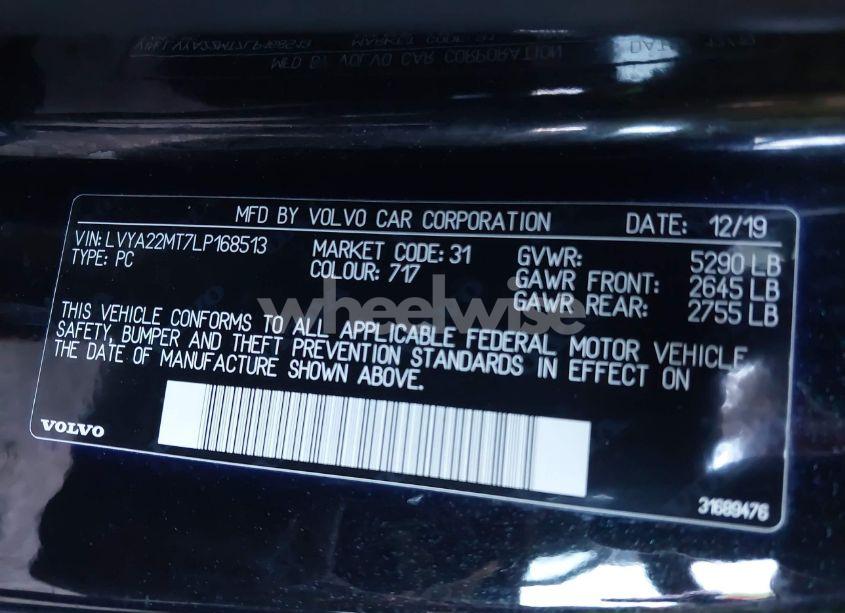 MFD BY VOLVO CAR CORPORATION DATE: 12/19
VIN: LVYA22MT7LP168513 MARKET CODE: 31 GVWR: 5290 LB
TYPE: PC COLOUR: 717 GAWR FRONT: 2645 LB
GAWR REAR: 2755 LB
wheelwise
THIS VEHICLE CONFORMS TO ALL APPLICABLE FEDERAL MOTOR VEHICLE
SAFETY, BUMPER AND THEFT PREVENTION STANDARDS IN EFFECT ON
THE DATE OF MANUFACTURE SHOWN ABOVE.
VOLVO
31689476